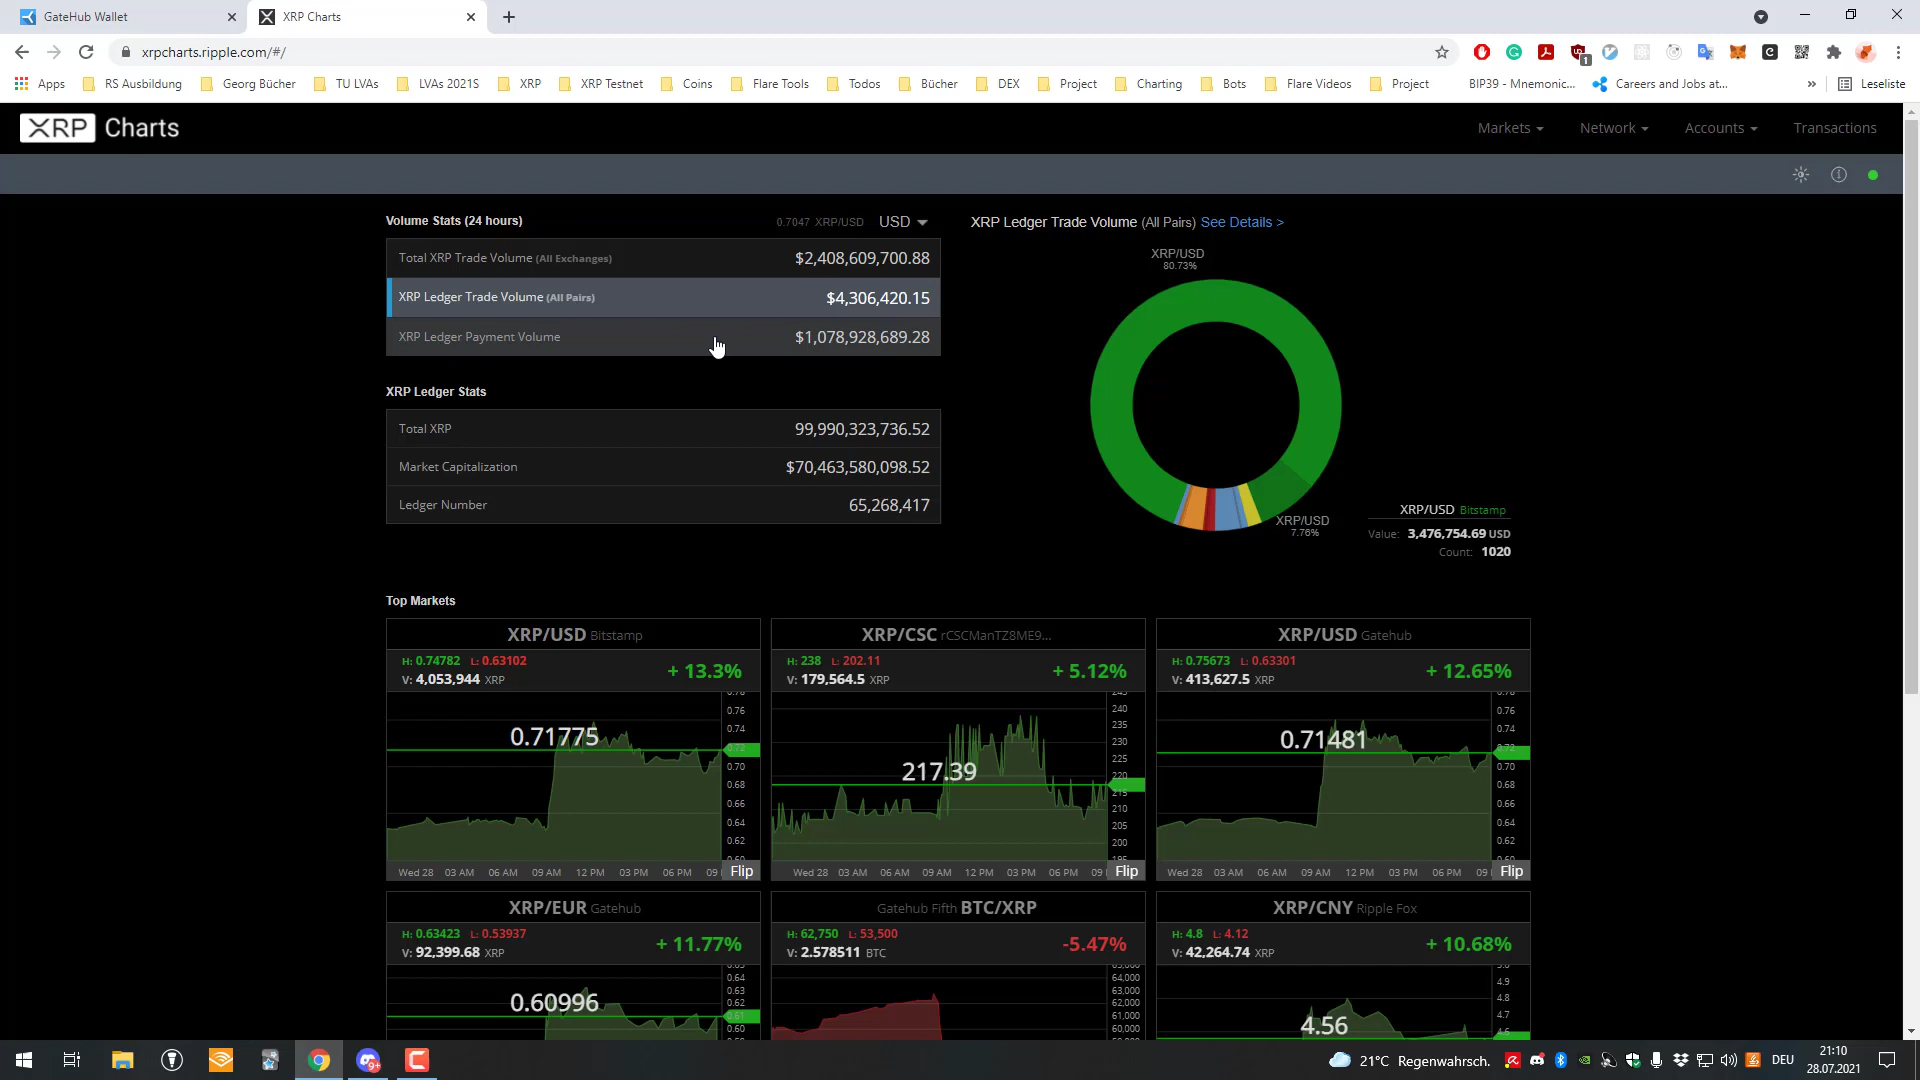 GateHub Wallet
XRP Charts
xrpcharts.ripple.com/#/
1
Apps RS Ausbildung Georg Bücher TU LVAs LVAs 2021S XRP XRP Testnet Coins Flare Tools Todos Bücher DEX Project Charting Bots Flare Videos Project BIP39 - Mnemonic... Careers and Jobs at... » Leseliste
XRP Charts
Markets Network Accounts Transactions
Volume Stats (24 hours) 0.7047 XRP/USD USD
Total XRP Trade Volume (All Exchanges) $2,408,609,700.88
XRP Ledger Trade Volume (All Pairs) $4,306,420.15
XRP Ledger Payment Volume $1,078,928,689.28
XRP Ledger Stats
Total XRP 99,990,323,736.52
Market Capitalization $70,463,580,098.52
Ledger Number 65,268,417
XRP Ledger Trade Volume (All Pairs) See Details >
XRP/USD
80.73%
XRP/USD
7.76%
XRP/USD Bitstamp
Value: 3,476,754.69 USD
Count: 1020
Top Markets
XRP/USD Bitstamp
H: 0.74782 L: 0.63102
V: 4,053,944 XRP
+ 13.3%
0.71775
0.76
0.74
0.72
0.70
0.68
0.66
0.64
0.62
Wed 28 03 AM 06 AM 09 AM 12 PM 03 PM 06 PM 09
Flip
XRP/CSC rCSCManTZ8ME9...
H: 238 L: 202.11
V: 179,564.5 XRP
+ 5.12%
217.39
240
235
230
225
220
215
210
205
200
Wed 28 03 AM 06 AM 09 AM 12 PM 03 PM 06 PM 09
Flip
XRP/USD Gatehub
H: 0.75673 L: 0.63301
V: 413,627.5 XRP
+ 12.65%
0.71481
0.76
0.74
0.72
0.70
0.68
0.66
0.64
0.62
Wed 28 03 AM 06 AM 09 AM 12 PM 03 PM 06 PM 09
Flip
XRP/EUR Gatehub
H: 0.63423 L: 0.53937
V: 92,399.68 XRP
+ 11.77%
0.60996
0.64
0.63
0.62
0.61
0.60
Gatehub Fifth BTC/XRP
H: 62,750 L: 53,500
V: 2.578511 BTC
-5.47%
64,000
63,000
62,000
61,000
60,000
XRP/CNY Ripple Fox
H: 4.8 L: 4.12
V: 42,264.74 XRP
+ 10.68%
4.56
4.9
4.8
4.7
21°C Regenwahrsch. DEU
21:10
28.07.2021